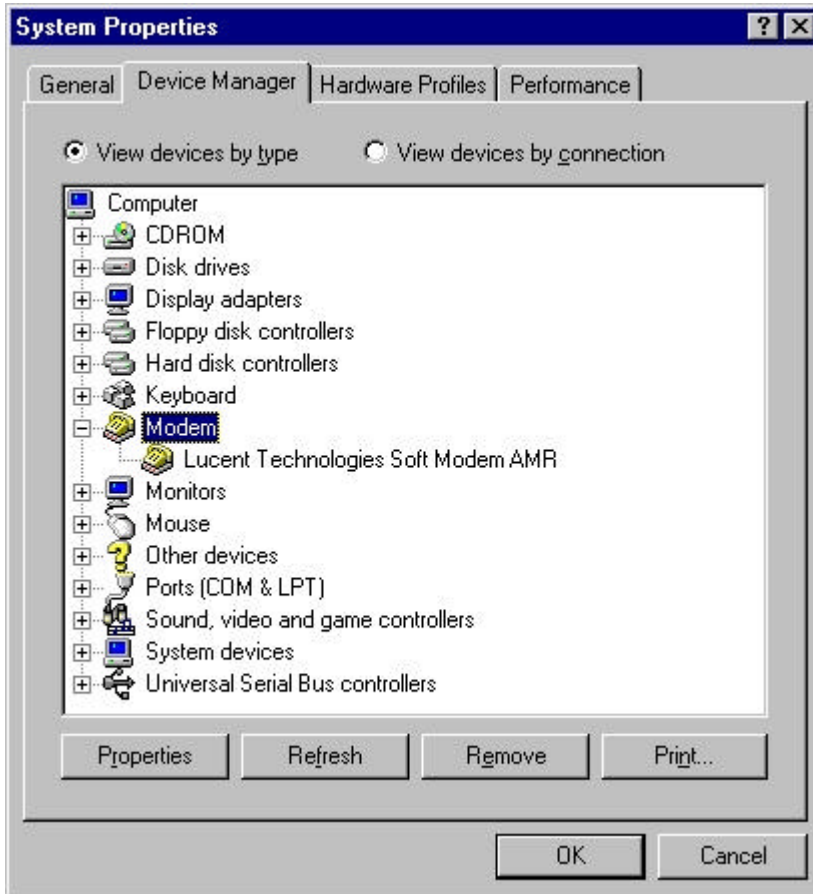 System Properties
General Device Manager Hardware Profiles Performance
View devices by type View devices by connection
Computer
CDROM
Disk drives
Display adapters
Floppy disk controllers
Hard disk controllers
Keyboard
Modem
Lucent Technologies Soft Modem AMR
Monitors
Mouse
Other devices
Ports (COM & LPT)
Sound, video and game controllers
System devices
Universal Serial Bus controllers
Properties Refresh Remove Print...
OK Cancel